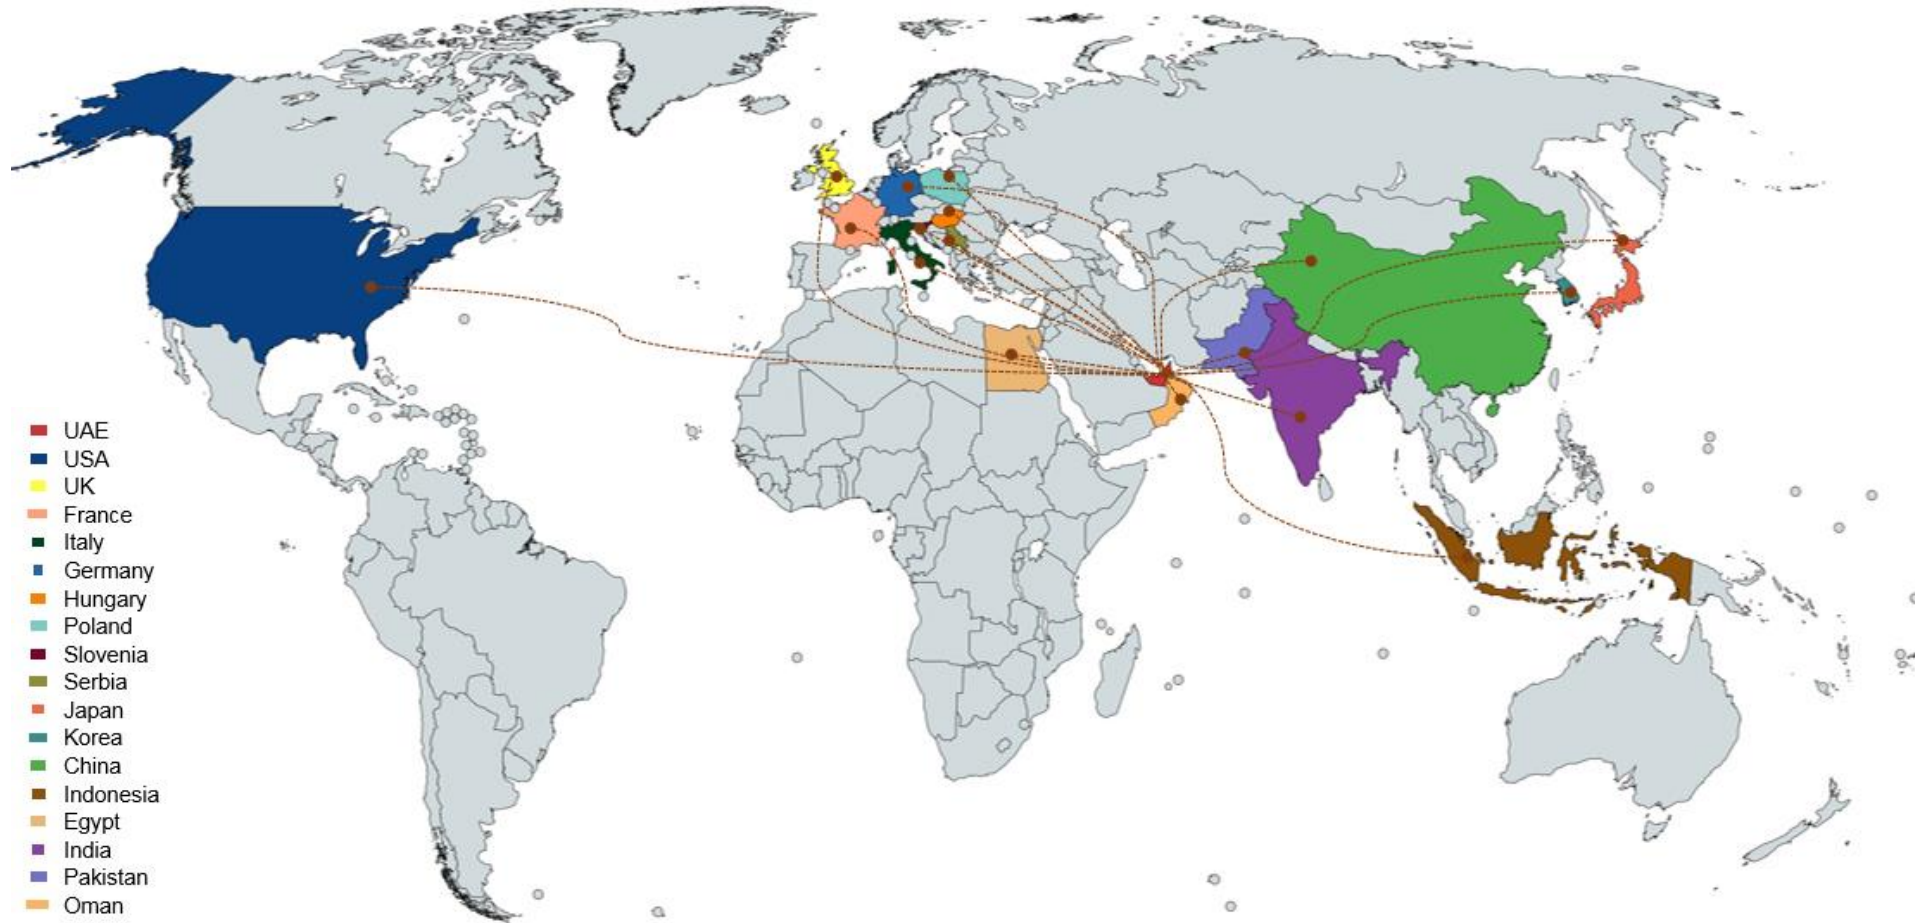 UAE
USA
UK
France
Italy
Germany
Hungary
Poland
Slovenia
Serbia
Japan
Korea
China
Indonesia
Egypt
India
Pakistan
Oman